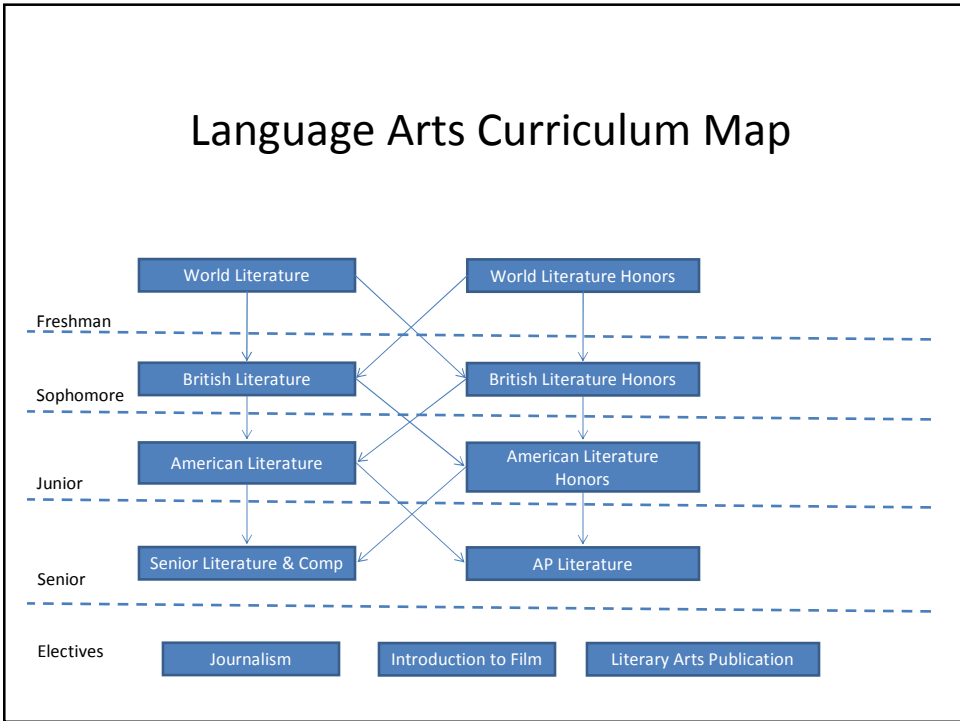 Language Arts Curriculum Map
World Literature
World Literature Honors
Freshman
British Literature
British Literature Honors
Sophomore
American Literature
American Literature
Honors
Junior
Senior Literature & Comp
AP Literature
Senior
Electives
Journalism
Introduction to Film
Literary Arts Publication